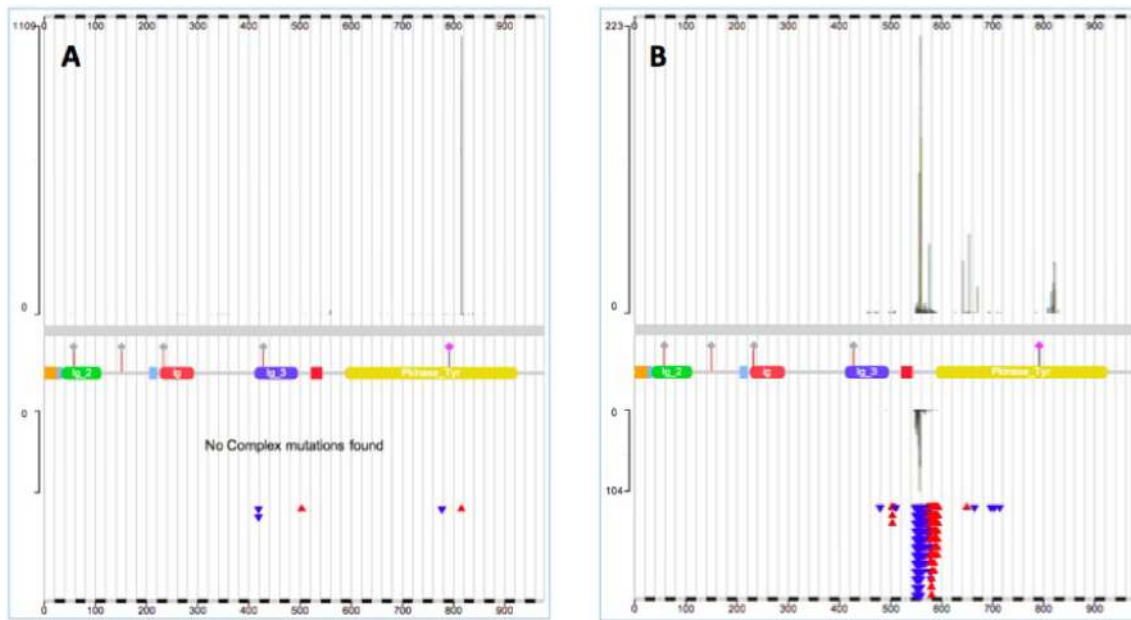 1109 0 100 200 300 400 500 600 700 800 900
A
0
Ig_2 Ig Ig_3 Pkinase_Tyr
0
No Complex mutations found
0 100 200 300 400 500 600 700 800 900
223 0 100 200 300 400 500 600 700 800 900
B
0
Ig_2 Ig Ig_3 Pkinase_Tyr
0
104
0 100 200 300 400 500 600 700 800 900